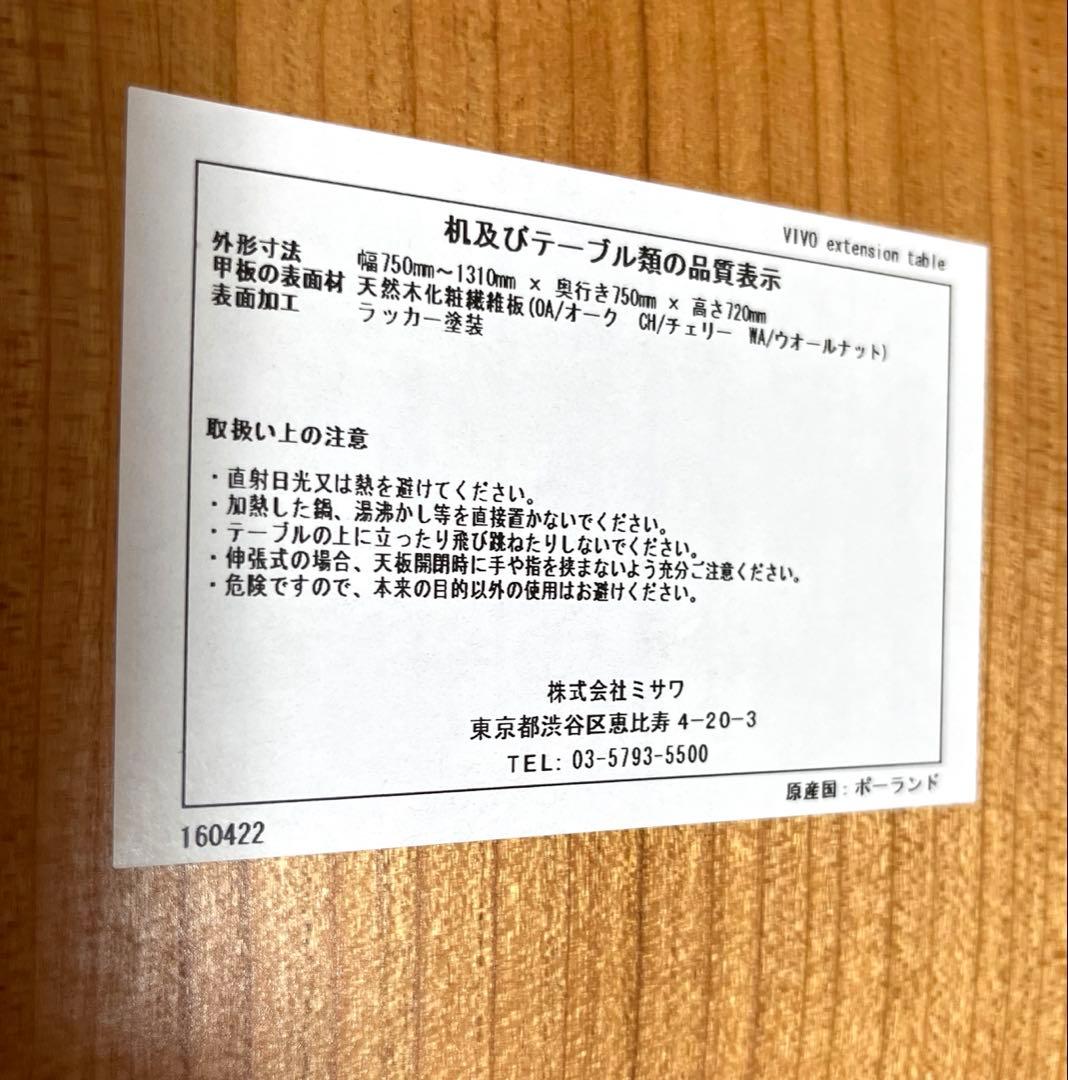 VIVO extension table
机及びテーブル類の品質表示
外形寸法 幅750mm～1310mm × 奥行き750mm × 高さ720mm
甲板の表面材 天然木化粧繊維板(OA/オーク CH/チェリー WA/ウオールナット)
表面加工 ラッカー塗装
取扱い上の注意
・直射日光又は熱を避けてください。
・加熱した鍋、湯沸かし等を直接置かないでください。
・テーブルの上に立ったり飛び跳ねたりしないでください。
・伸張式の場合、天板開閉時に手や指を挟まないよう充分ご注意ください。
・危険ですので、本来の目的以外の使用はお避けください。
株式会社ミサワ
東京都渋谷区恵比寿 4-20-3
TEL: 03-5793-5500
原産国：ポーランド
160422